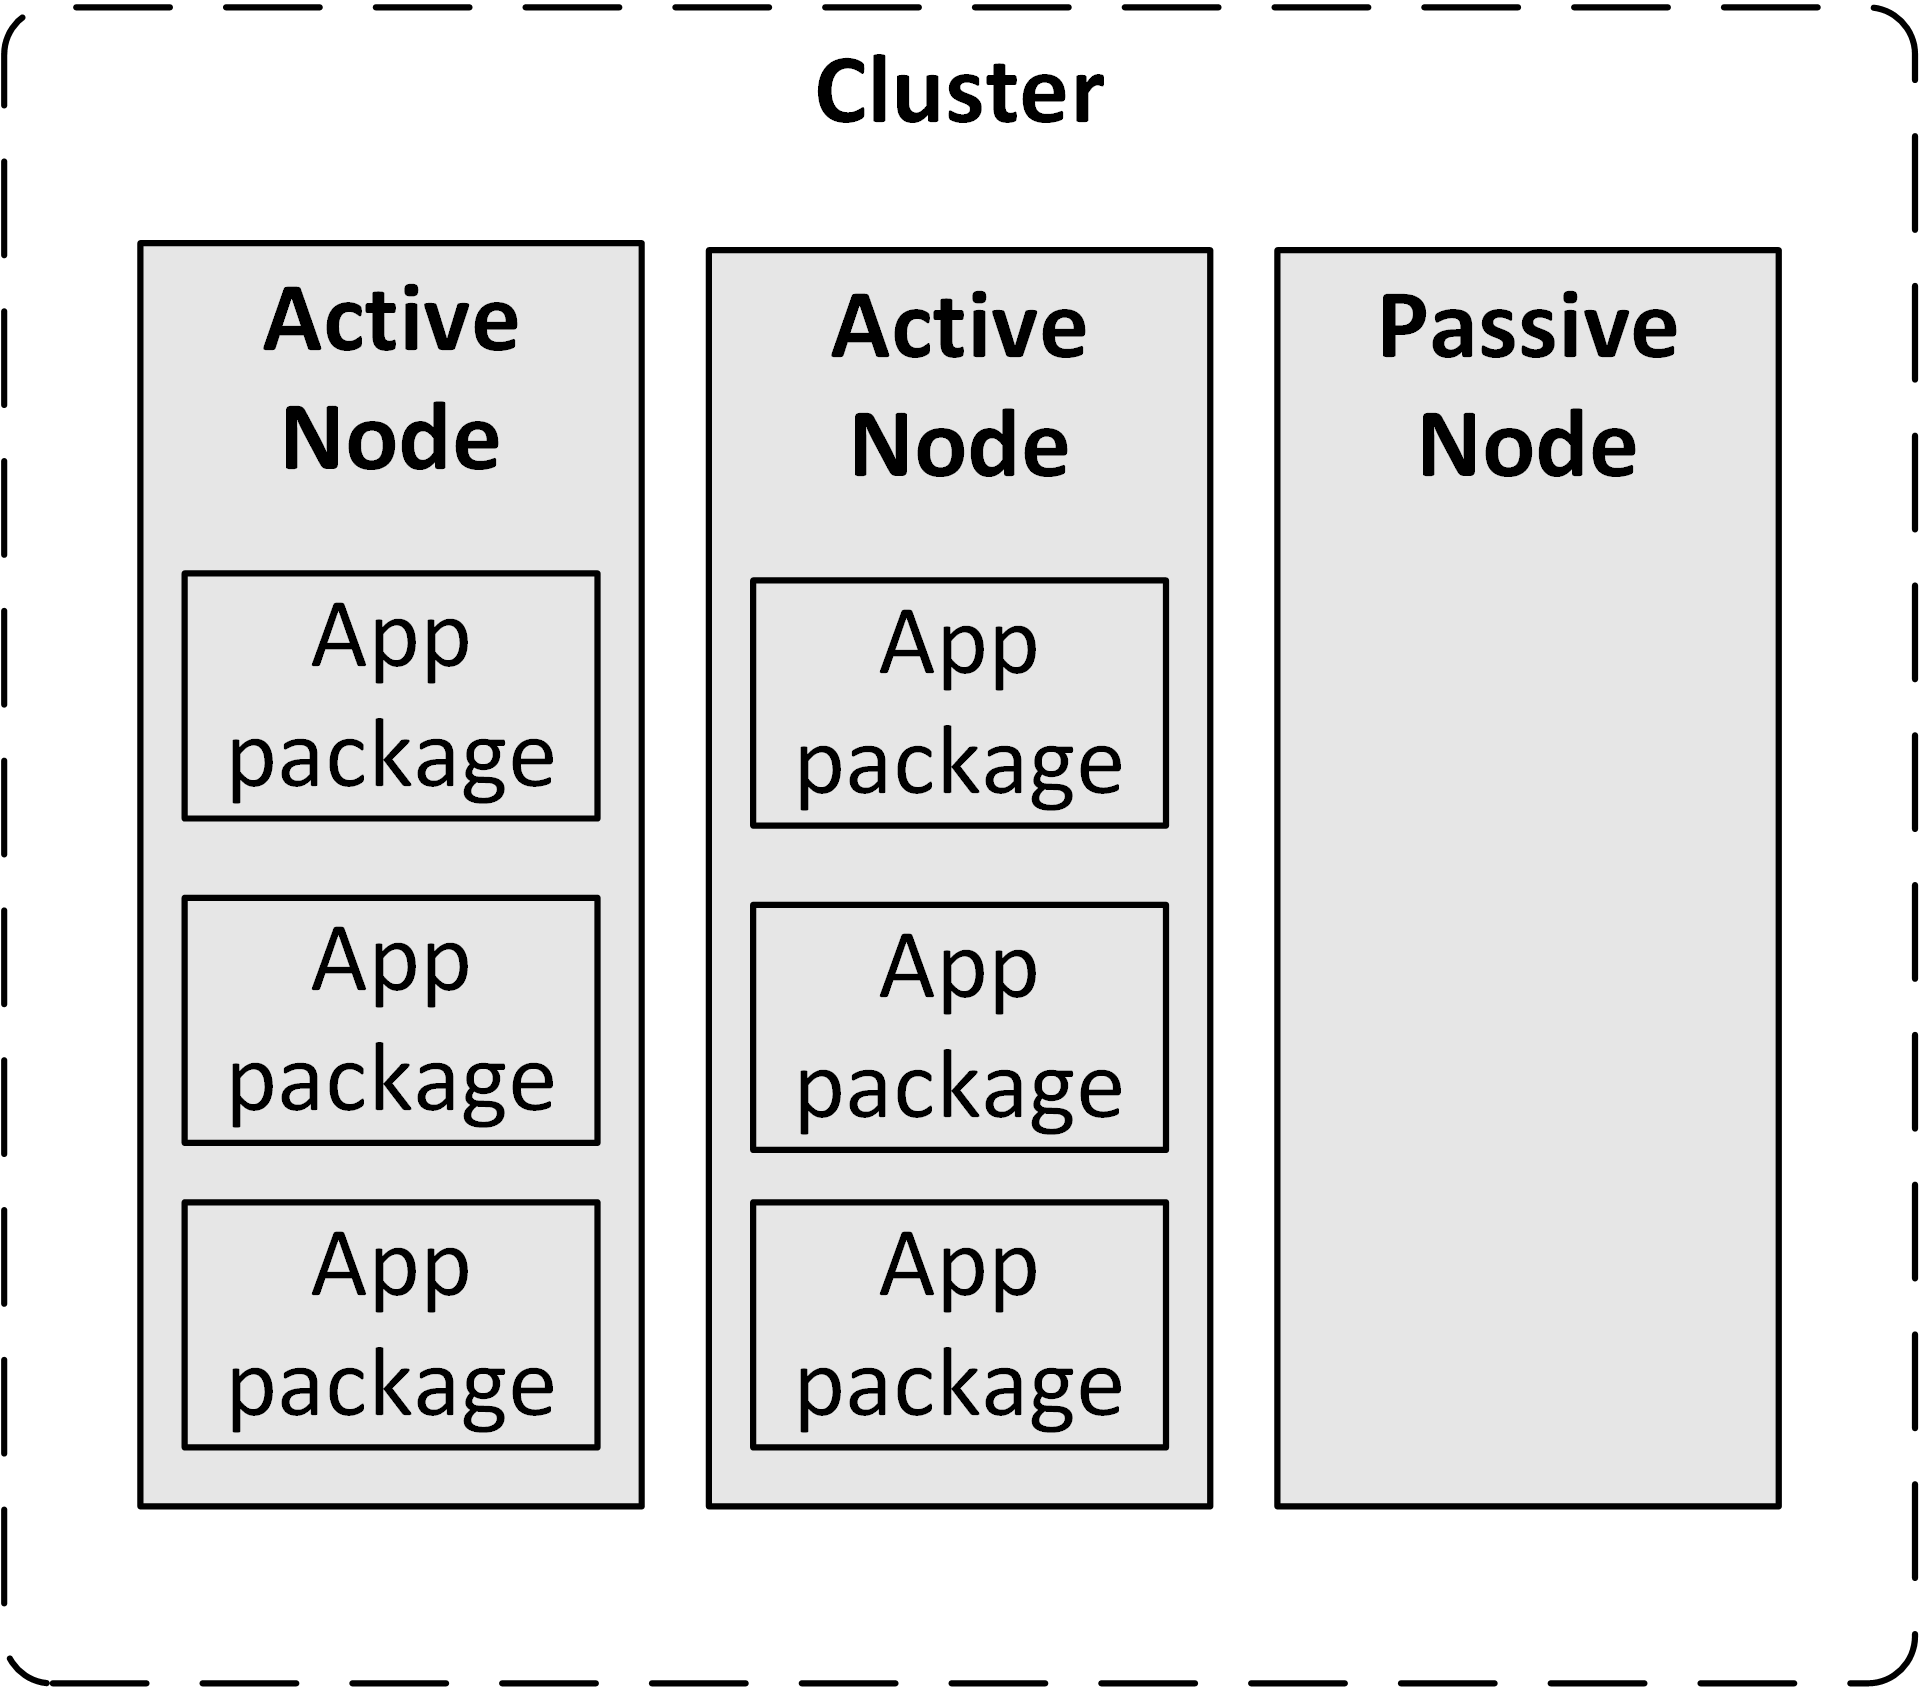 Cluster
Active
Node
App
package
App
package
App
package
Active
Node
App
package
App
package
App
package
Passive
Node